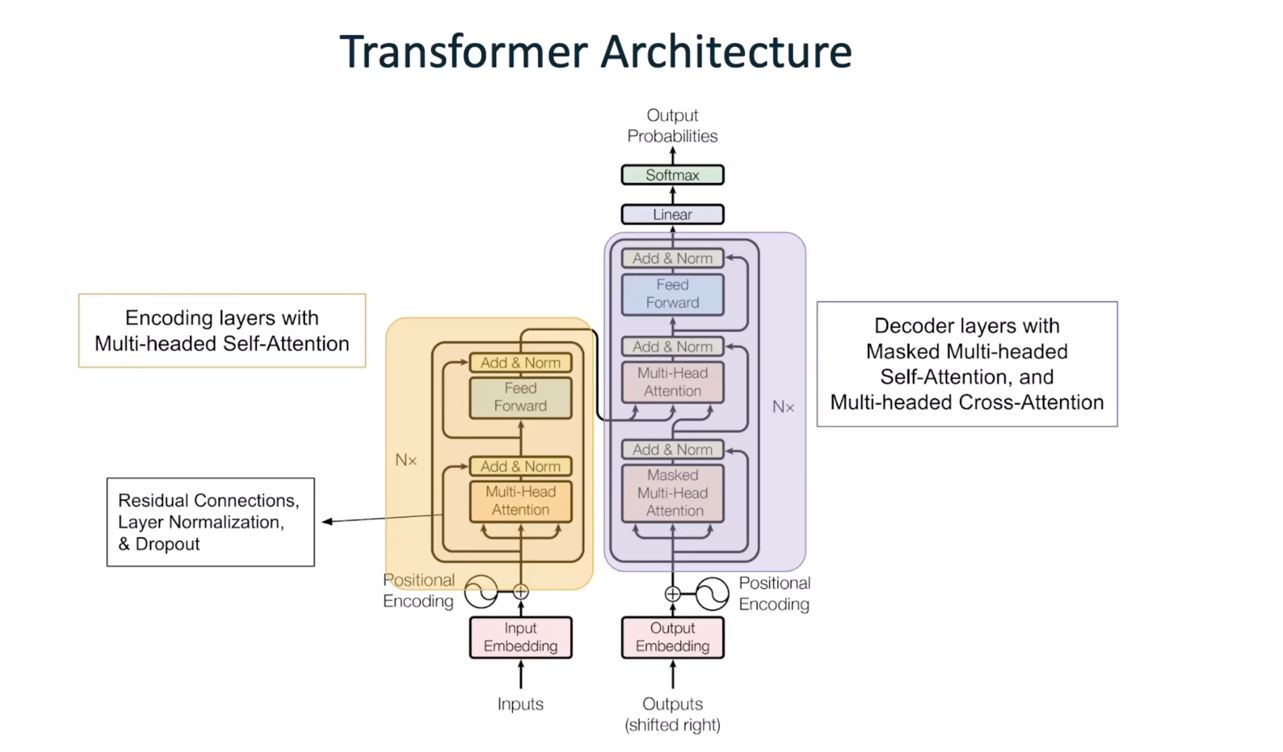 Transformer Architecture
Output
Probabilities
Softmax
Linear
Add & Norm
Feed
Forward
Add & Norm
Multi-Head
Attention
Add & Norm
Masked
Multi-Head
Attention
N×
Decoder layers with
Masked Multi-headed
Self-Attention, and
Multi-headed Cross-Attention
Encoding layers with
Multi-headed Self-Attention
Add & Norm
Feed
Forward
N×
Add & Norm
Multi-Head
Attention
Residual Connections,
Layer Normalization,
& Dropout
Positional
Encoding
Positional
Encoding
Input
Embedding
Output
Embedding
Inputs
Outputs
(shifted right)